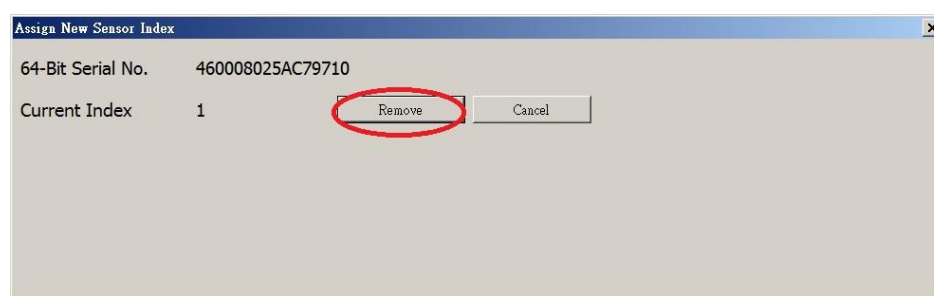 Assign New Sensor Index
64-Bit Serial No. 460008025AC79710
Current Index 1 Remove Cancel